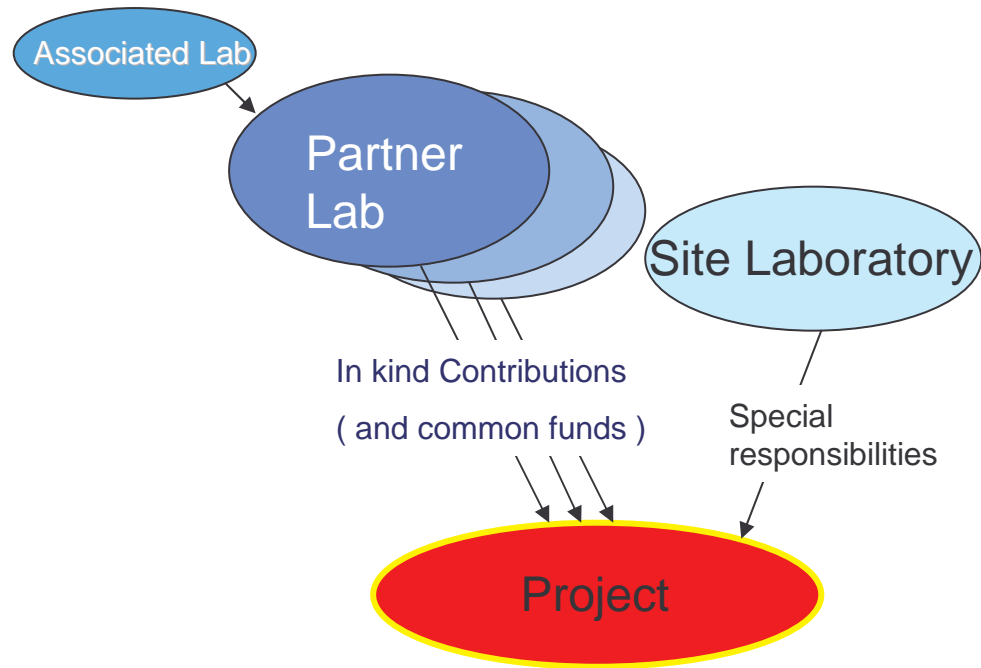 Associated Lab
Partner
Lab
Site Laboratory
In kind Contributions
( and common funds )
Special
responsibilities
Project